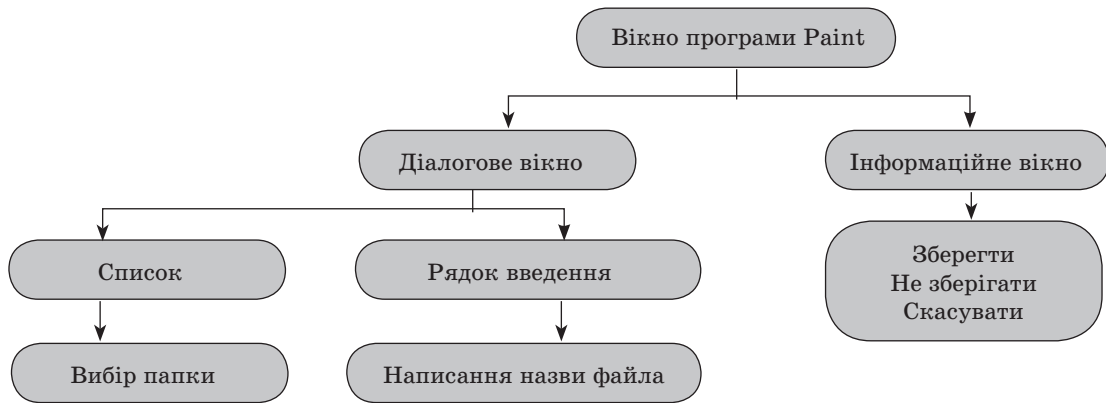 Вікно програми Paint
Діалогове вікно
Інформаційне вікно
Список
Рядок введення
Зберегти
Не зберігати
Скасувати
Вибір папки
Написання назви файла